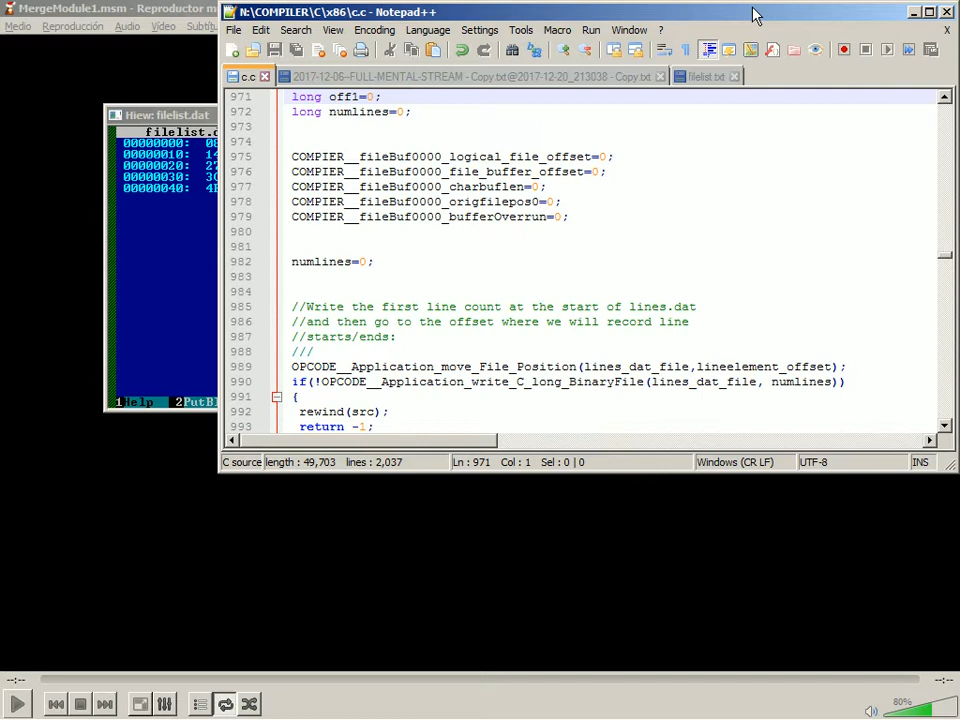 MergeModule1.msm - Reproductor m
Medio Reproducción Audio Vídeo Subtít
N:\COMPILER\C\x86\c.c - Notepad++
File Edit Search View Encoding Language Settings Tools Macro Run Window ? X
c.c 2017-12-06--FULL-MENTAL-STREAM - Copy.txt@2017-12-20_213038 - Copy.txt filelist.txt
Hiew: filelist.dat
filelist.d
00000000: 08
00000010: 14
00000020: 27
00000030: 3C
00000040: 4E
1Help 2PutBl
971 long off1=0;
972 long numlines=0;
973
974
975 COMPIER__fileBuf0000_logical_file_offset=0;
976 COMPIER__fileBuf0000_file_buffer_offset=0;
977 COMPIER__fileBuf0000_charbuflen=0;
978 COMPIER__fileBuf0000_origfilepos0=0;
979 COMPIER__fileBuf0000_bufferOverrun=0;
980
981
982 numlines=0;
983
984
985 //Write the first line count at the start of lines.dat
986 //and then go to the offset where we will record line
987 //starts/ends:
988 ///
989 OPCODE__Application_move_File_Position(lines_dat_file,lineelement_offset);
990 if(!OPCODE__Application_write_C_long_BinaryFile(lines_dat_file, numlines))
991 {
992 rewind(src);
993 return -1;
C source length : 49,703 lines : 2,037 Ln : 971 Col : 1 Sel : 0 | 0 Windows (CR LF) UTF-8 INS
--:-- --:--
80%